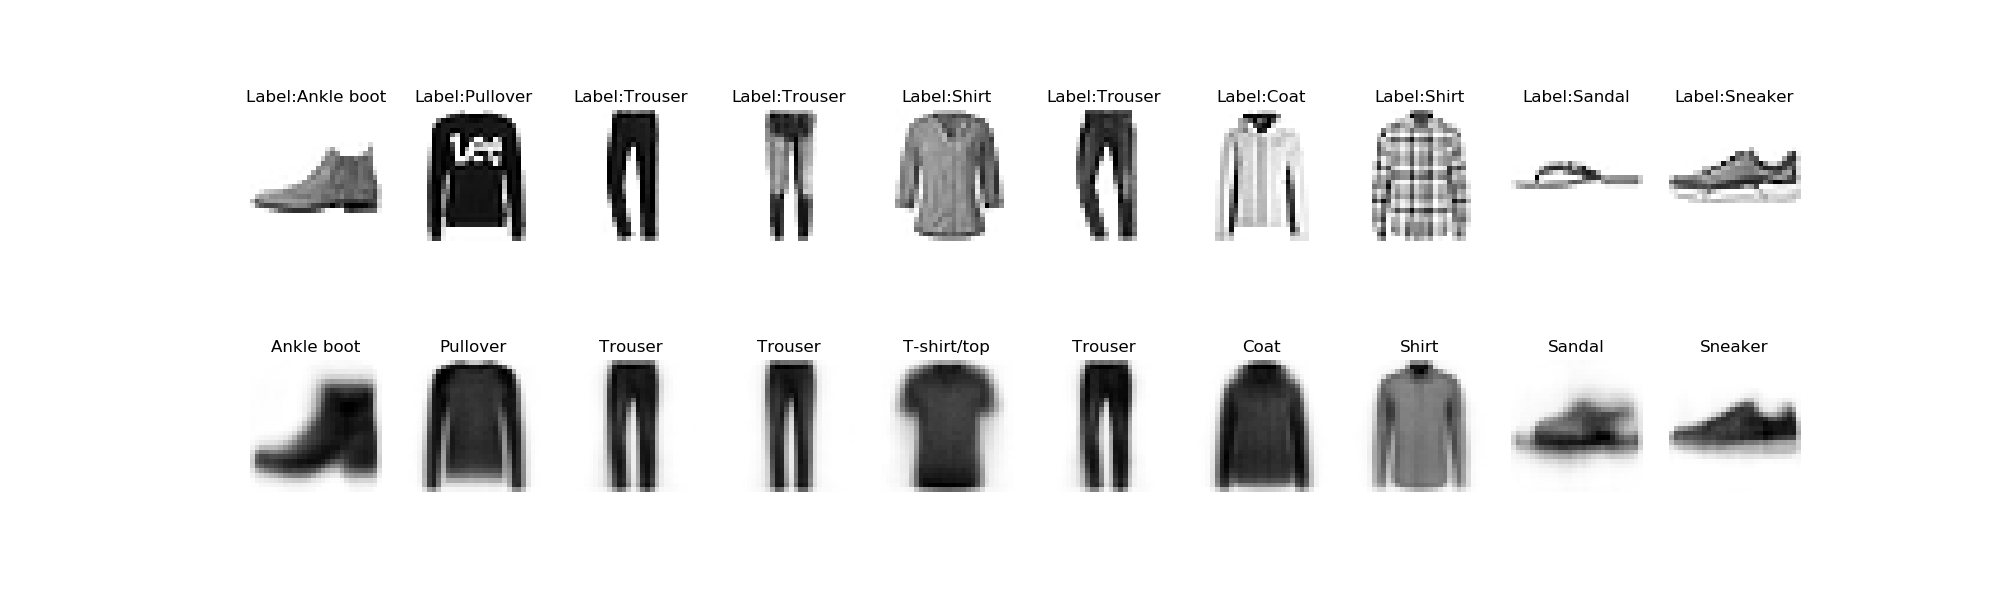 Label:Ankle boot Label:Pullover Label:Trouser Label:Trouser Label:Shirt Label:Trouser Label:Coat Label:Shirt Label:Sandal Label:Sneaker
Lee
Ankle boot Pullover Trouser Trouser T-shirt/top Trouser Coat Shirt Sandal Sneaker